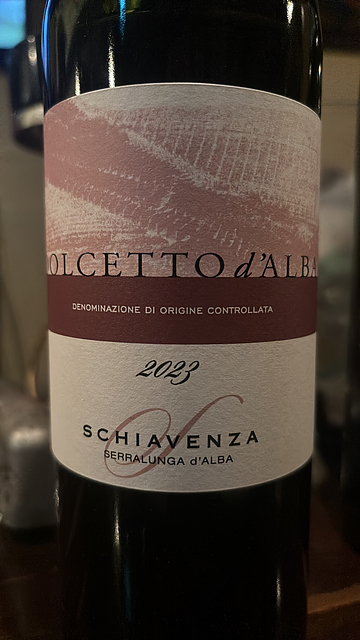 OLCETTO d'ALBA
DENOMINAZIONE DI ORIGINE CONTROLLATA
2023
S
SCHIAVENZA
SERRALUNGA d'ALBA